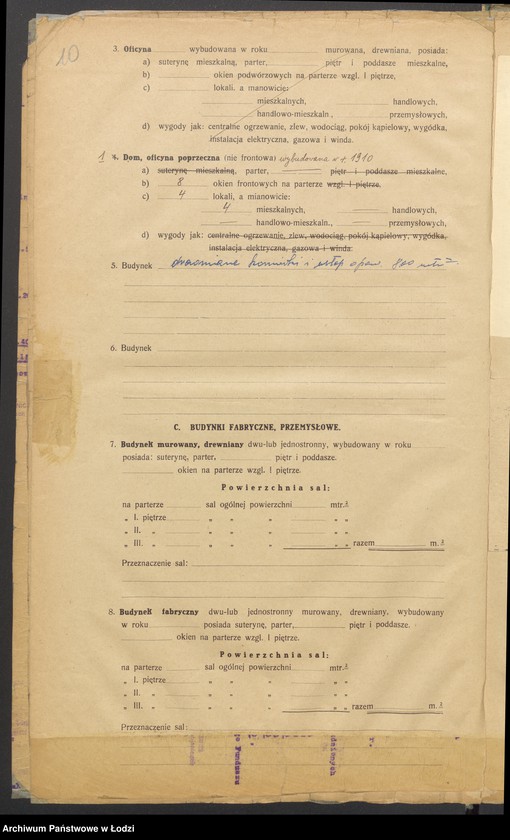 10
3. Oficyna wybudowana w roku murowana, drewniana, posiada:
a) suterynę mieszkalną, parter, piętr i poddasze mieszkalne,
b) okien podwórzowych na parterze wzgl. I piętrze,
c) lokali, a manowicie:
mieszkalnych, handlowych,
handlowo-mieszkaln., przemysłowych,
d) wygody jak: centralne ogrzewanie, zlew, wodociąg, pokój kąpielowy, wygódka,
instalacja elektryczna, gazowa i winda.
1 4. Dom, oficyna poprzeczna (nie frontowa) wybudowana w r. 1910
a) suterynę mieszkalną, parter, piętr i poddasze mieszkalne,
b) 8 okien frontowych na parterze wzgl. I piętrze,
c) 4 lokali, a mianowicie:
4 mieszkalnych, handlowych,
handlowo-mieszkaln., przemysłowych,
d) wygody jak: centralne ogrzewanie, zlew, wodociąg, pokój kąpielowy, wygódka,
instalacja elektryczna, gazowa i winda.
5. Budynek drewniane komórki i ustęp 800
6. Budynek
C. BUDYNKI FABRYCZNE, PRZEMYSŁOWE.
7. Budynek murowany, drewniany dwu-lub jednostronny, wybudowany w roku
posiada: suterynę, parter, piętr i poddasze.
okien na parterze wzgl. I piętrze.
Powierzchnia sal:
na parterze sal ogólnej powierzchni mtr.²
„ I. piętrze „ „ „ „ „
„ II. „ „ „ „ „ „
„ III. „ „ „ „ „ „ razem m.²
Przeznaczenie sal:
8. Budynek fabryczny dwu-lub jednostronny murowany, drewniany, wybudowany
w roku posiada suterynę, parter, piętr i poddasze.
okien na parterze wzgl. I piętrze.
Powierzchnia sal:
na parterze sal ogólnej powierzchni mtr.²
„ I. piętrze „ „ „ „ „
„ II. „ „ „ „ „ „
„ III. „ „ „ „ „ „ razem m.²
Przeznaczenie sal:
Archiwum Państwowe w Łodzi